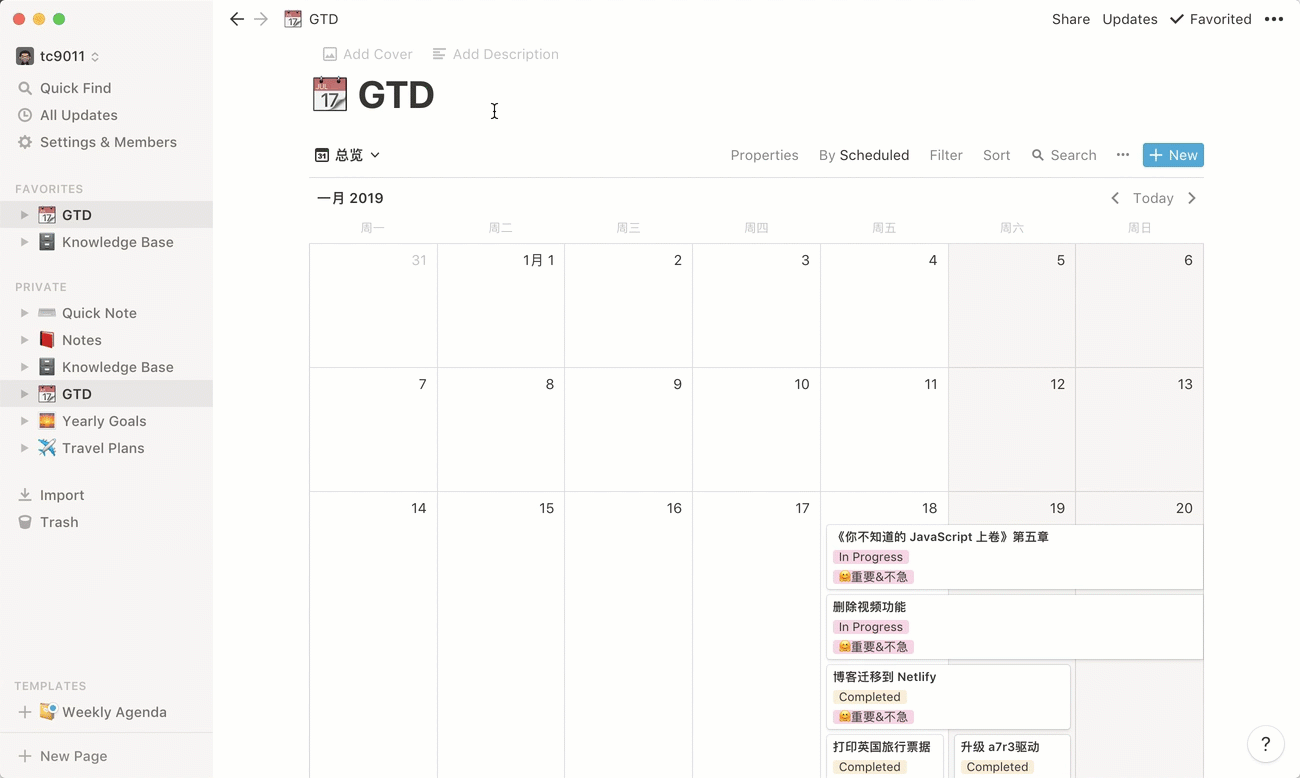 GTD
Share Updates Favorited
tc9011
Quick Find
All Updates
Settings & Members
FAVORITES
GTD
Knowledge Base
PRIVATE
Quick Note
Notes
Knowledge Base
GTD
Yearly Goals
Travel Plans
Import
Trash
TEMPLATES
Weekly Agenda
New Page
Add Cover Add Description
GTD
总览
Properties By Scheduled Filter Sort Search New
一月 2019
Today
周一 周二 周三 周四 周五 周六 周日
31 1月 1 2 3 4 5 6
7 8 9 10 11 12 13
14 15 16 17 18 19 20
《你不知道的 JavaScript 上卷》第五章
In Progress
🤗重要&不急
删除视频功能
In Progress
🤗重要&不急
博客迁移到 Netlify
Completed
🤗重要&不急
打印英国旅行票据 升级 a7r3驱动
Completed Completed
?